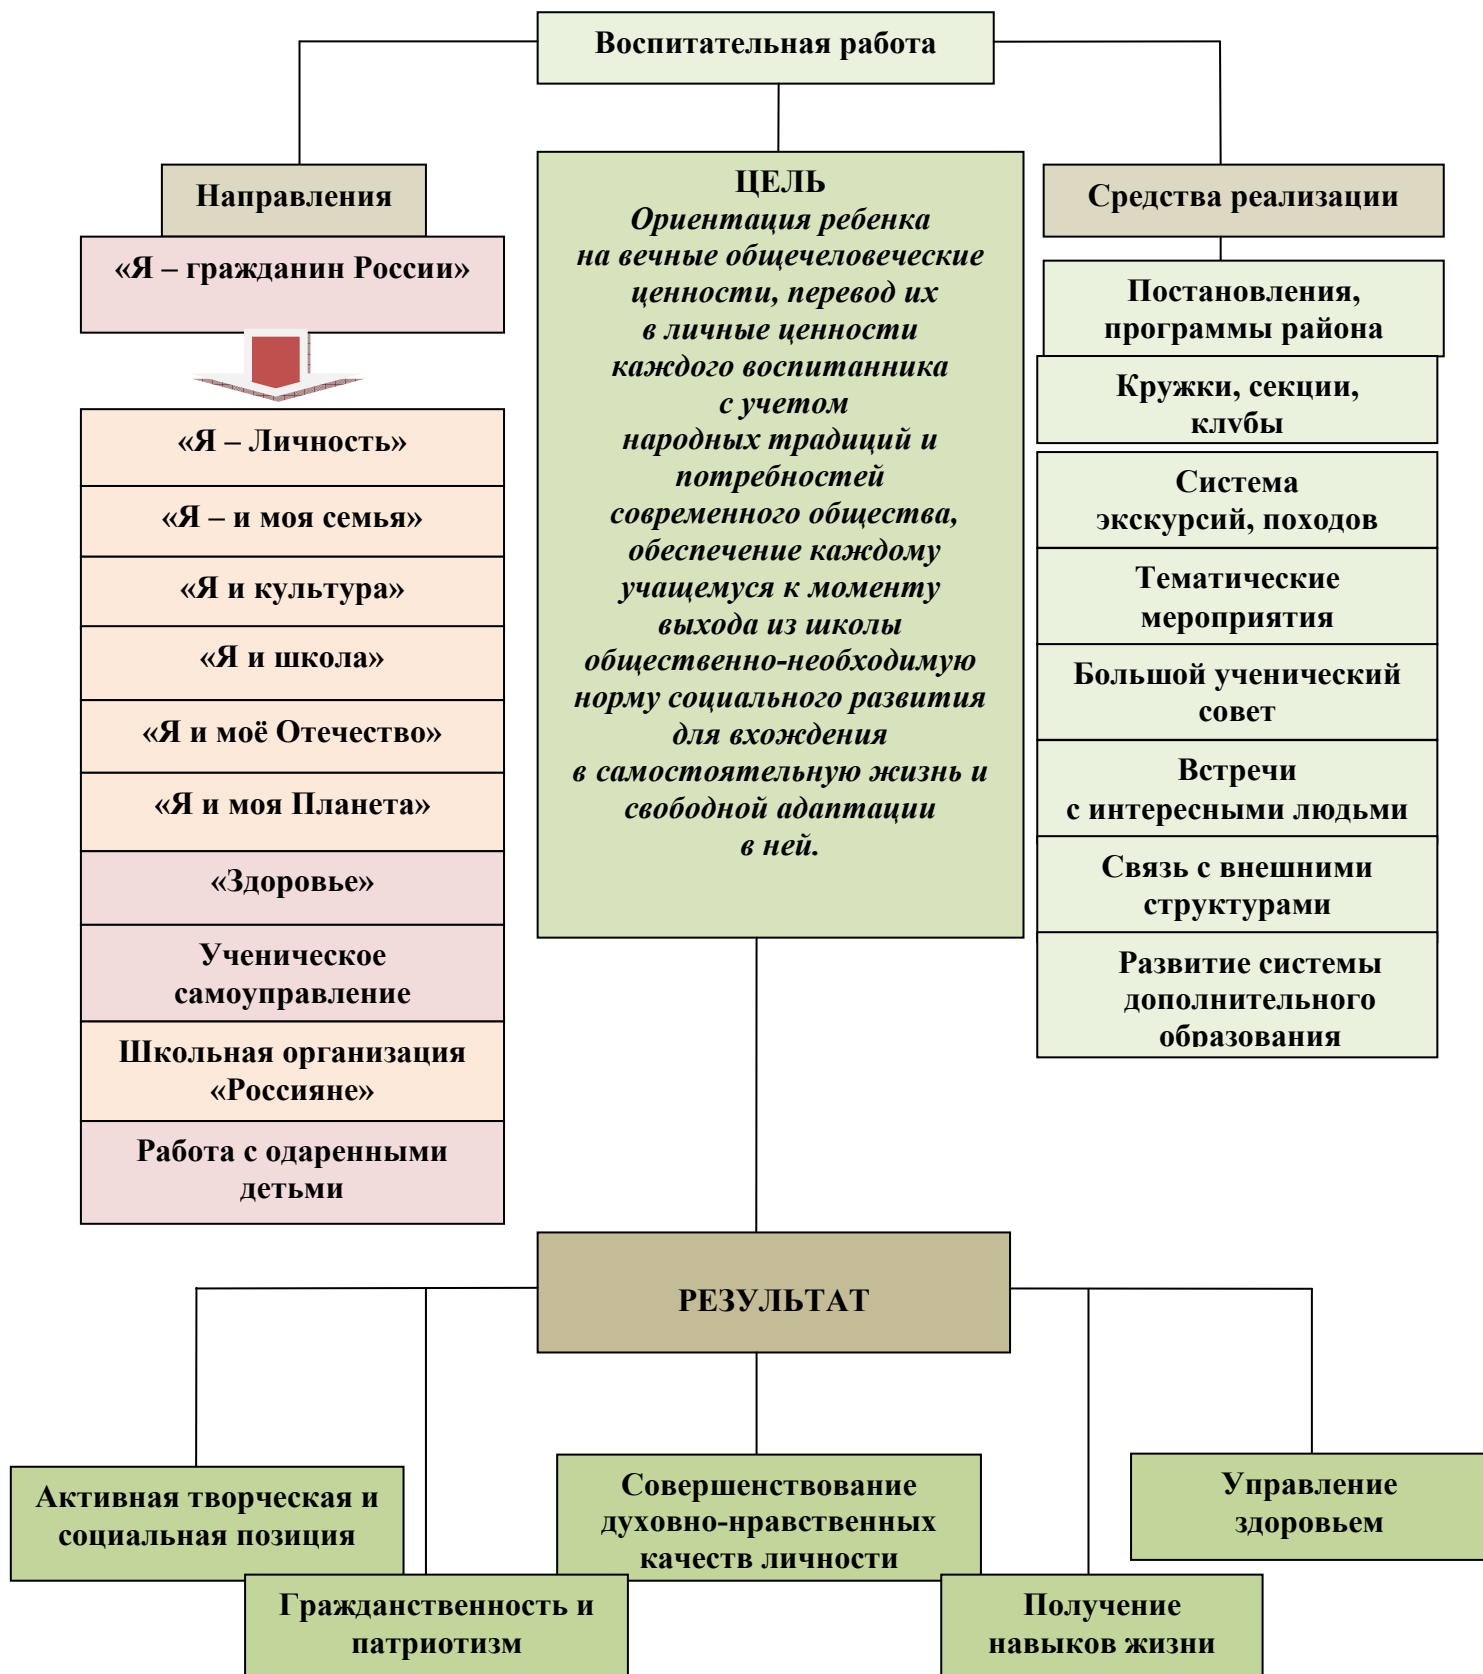 Воспитательная работа
Направления
«Я – гражданин России»
«Я – Личность»
«Я – и моя семья»
«Я и культура»
«Я и школа»
«Я и моё Отечество»
«Я и моя Планета»
«Здоровье»
Ученическое
самоуправление
Школьная организация
«Россияне»
Работа с одаренными
детьми
ЦЕЛЬ
Ориентация ребенка
на вечные общечеловеческие
ценности, перевод их
в личные ценности
каждого воспитанника
с учетом
народных традиций и
потребностей
современного общества,
обеспечение каждому
учащемуся к моменту
выхода из школы
общественно-необходимую
норму социального развития
для вхождения
в самостоятельную жизнь и
свободной адаптации
в ней.
Средства реализации
Постановления,
программы района
Кружки, секции,
клубы
Система
экскурсий, походов
Тематические
мероприятия
Большой ученический
совет
Встречи
с интересными людьми
Связь с внешними
структурами
Развитие системы
дополнительного
образования
РЕЗУЛЬТАТ
Активная творческая и
социальная позиция
Гражданственность и
патриотизм
Совершенствование
духовно-нравственных
качеств личности
Получение
навыков жизни
Управление
здоровьем